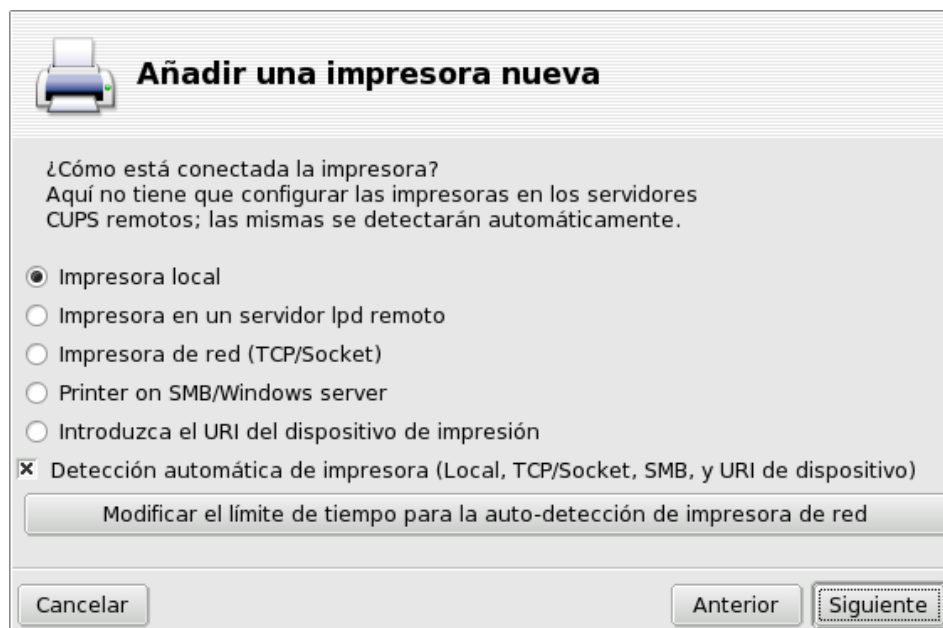 Añadir una impresora nueva
¿Cómo está conectada la impresora?
Aquí no tiene que configurar las impresoras en los servidores
CUPS remotos; las mismas se detectarán automáticamente.
Impresora local
Impresora en un servidor lpd remoto
Impresora de red (TCP/Socket)
Printer on SMB/Windows server
Introduzca el URI del dispositivo de impresión
Detección automática de impresora (Local, TCP/Socket, SMB, y URI de dispositivo)
Modificar el límite de tiempo para la auto-detección de impresora de red
Cancelar Anterior Siguiente